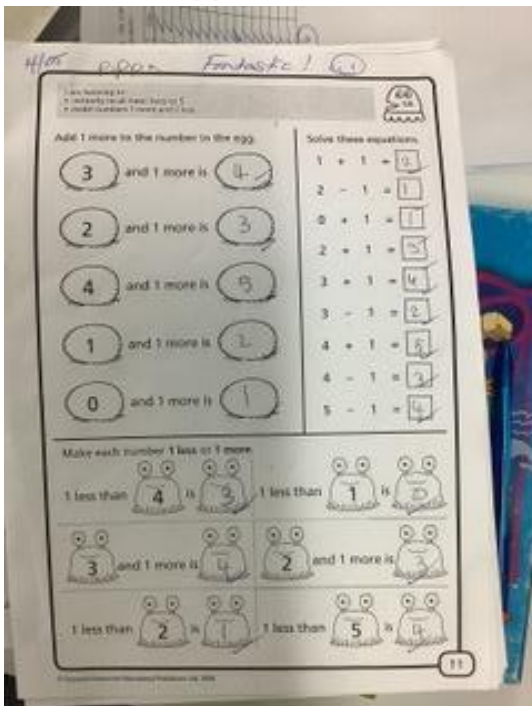 Fantastic!
Add 1 more to the number in the egg.
3 and 1 more is 4
2 and 1 more is 3
4 and 1 more is 5
1 and 1 more is 2
0 and 1 more is 1
Solve these equations.
1 + 1 = 2
2 - 1 = 1
0 + 1 = 1
2 + 1 = 3
3 + 1 = 4
3 - 1 = 2
4 + 1 = 5
4 - 1 = 3
5 - 1 = 4
Make each number 1 less or 1 more.
1 less than 4 is 3
1 less than 1 is 0
3 and 1 more is 4
2 and 1 more is 3
1 less than 2 is 1
1 less than 5 is 4
11